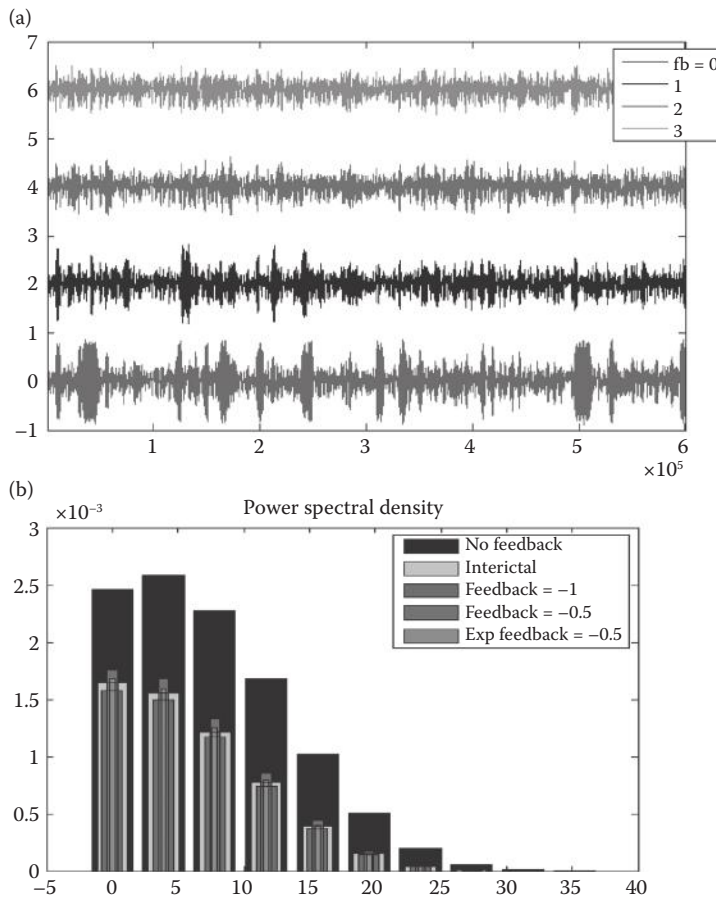 (a)
7
6
5
4
3
2
1
0
−1
fb = 0
1
2
3
1 2 3 4 5 6
×10⁵
(b)
×10⁻³
Power spectral density
3
2.5
2
1.5
1
0.5
0
No feedback
Interictal
Feedback = −1
Feedback = −0.5
Exp feedback = −0.5
−5 0 5 10 15 20 25 30 35 40